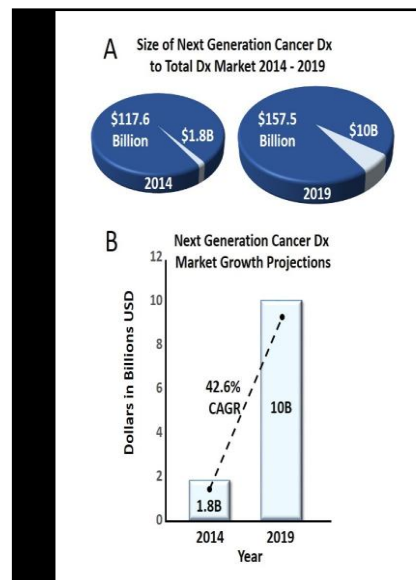 A
Size of Next Generation Cancer Dx
to Total Dx Market 2014 - 2019
$117.6
Billion
$1.8B
2014
$157.5
Billion
$10B
2019
B
Next Generation Cancer Dx
Market Growth Projections
Dollars in Billions USD
12
10
8
6
4
2
0
42.6%
CAGR
1.8B
10B
2014
2019
Year